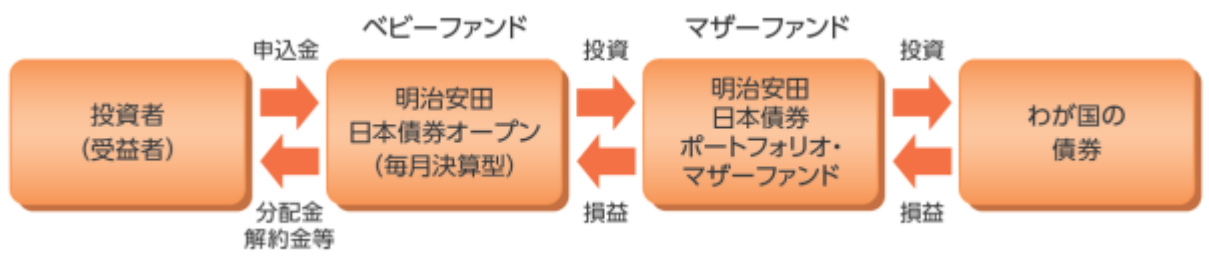 ベビーファンド
マザーファンド
申込金
投資
投資
投資者
(受益者)
明治安田
日本債券オープン
(毎月決算型)
明治安田
日本債券
ポートフォリオ・
マザーファンド
わが国の
債券
分配金
解約金等
損益
損益